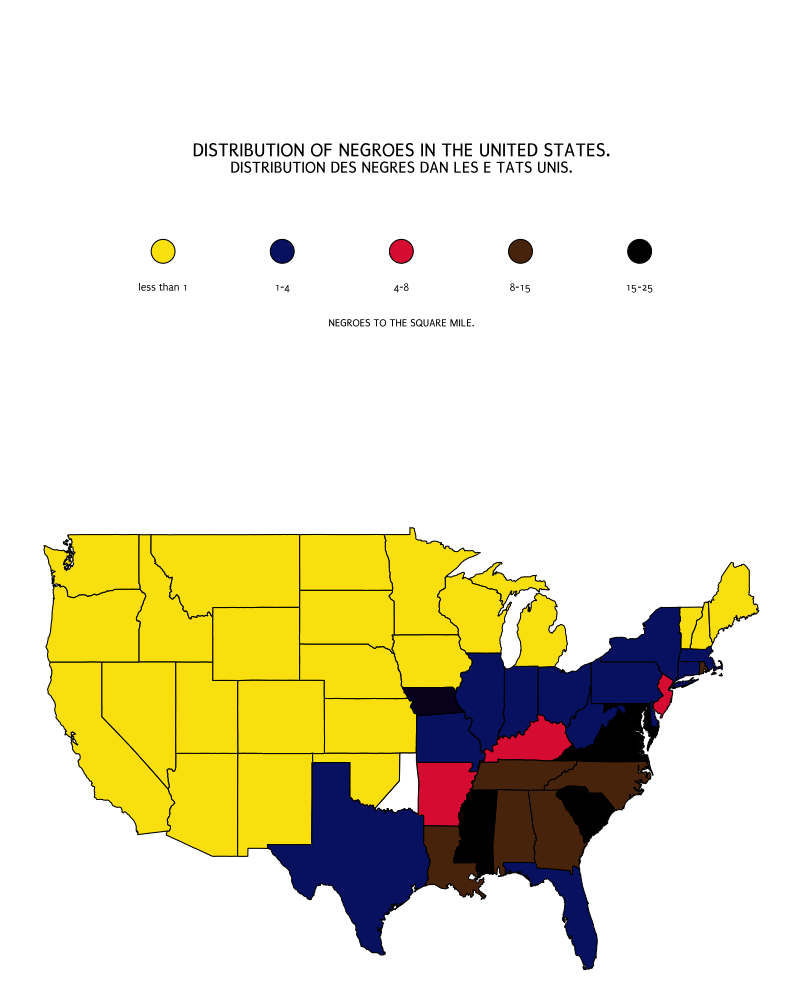 DISTRIBUTION OF NEGROES IN THE UNITED STATES.
DISTRIBUTION DES NEGRES DAN LES E TATS UNIS.
less than 1
1-4
4-8
8-15
15-25
NEGROES TO THE SQUARE MILE.